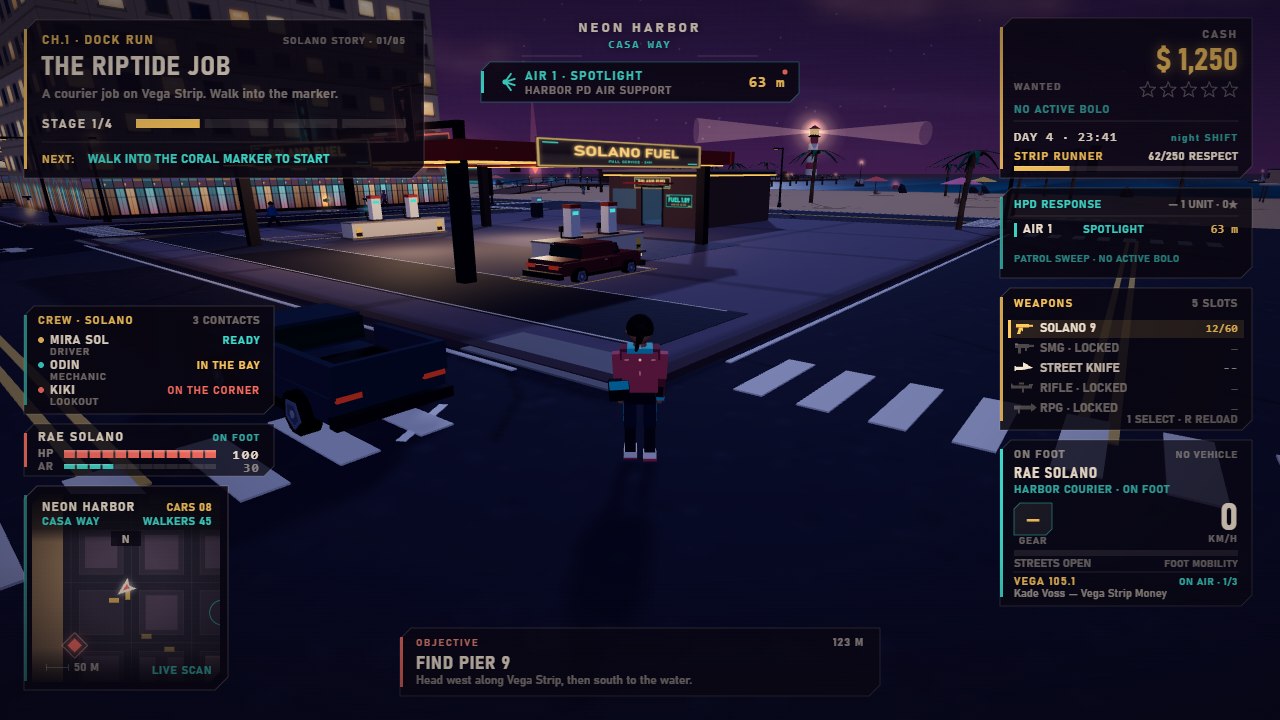 CH.1 · DOCK RUN
SOLANO STORY · 01/05
THE RIPTIDE JOB
A courier job on Vega Strip. Walk into the marker.
STAGE 1/4
NEXT: WALK INTO THE CORAL MARKER TO START
NEON HARBOR
CASA WAY
AIR 1 · SPOTLIGHT
HARBOR PD AIR SUPPORT
63 m
CASH
$ 1,250
WANTED
NO ACTIVE BOLO
DAY 4 · 23:41
night SHIFT
STRIP RUNNER
62/250 RESPECT
HPD RESPONSE
— 1 UNIT · 0★
AIR 1 SPOTLIGHT 63 m
PATROL SWEEP · NO ACTIVE BOLO
WEAPONS
5 SLOTS
SOLANO 9 12/60
SMG · LOCKED —
STREET KNIFE --
RIFLE · LOCKED —
RPG · LOCKED —
1 SELECT · R RELOAD
ON FOOT
NO VEHICLE
RAE SOLANO
HARBOR COURIER · ON FOOT
—
GEAR
0
KM/H
STREETS OPEN
FOOT MOBILITY
VEGA 105.1
ON AIR · 1/3
Kade Voss — Vega Strip Money
SOLANO FUEL
CREW · SOLANO
3 CONTACTS
MIRA SOL READY
DRIVER
ODIN IN THE BAY
MECHANIC
KIKI ON THE CORNER
LOOKOUT
RAE SOLANO
ON FOOT
HP 100
AR 30
NEON HARBOR
CARS 08
CASA WAY
WALKERS 45
N
50 M
LIVE SCAN
OBJECTIVE
123 M
FIND PIER 9
Head west along Vega Strip, then south to the water.